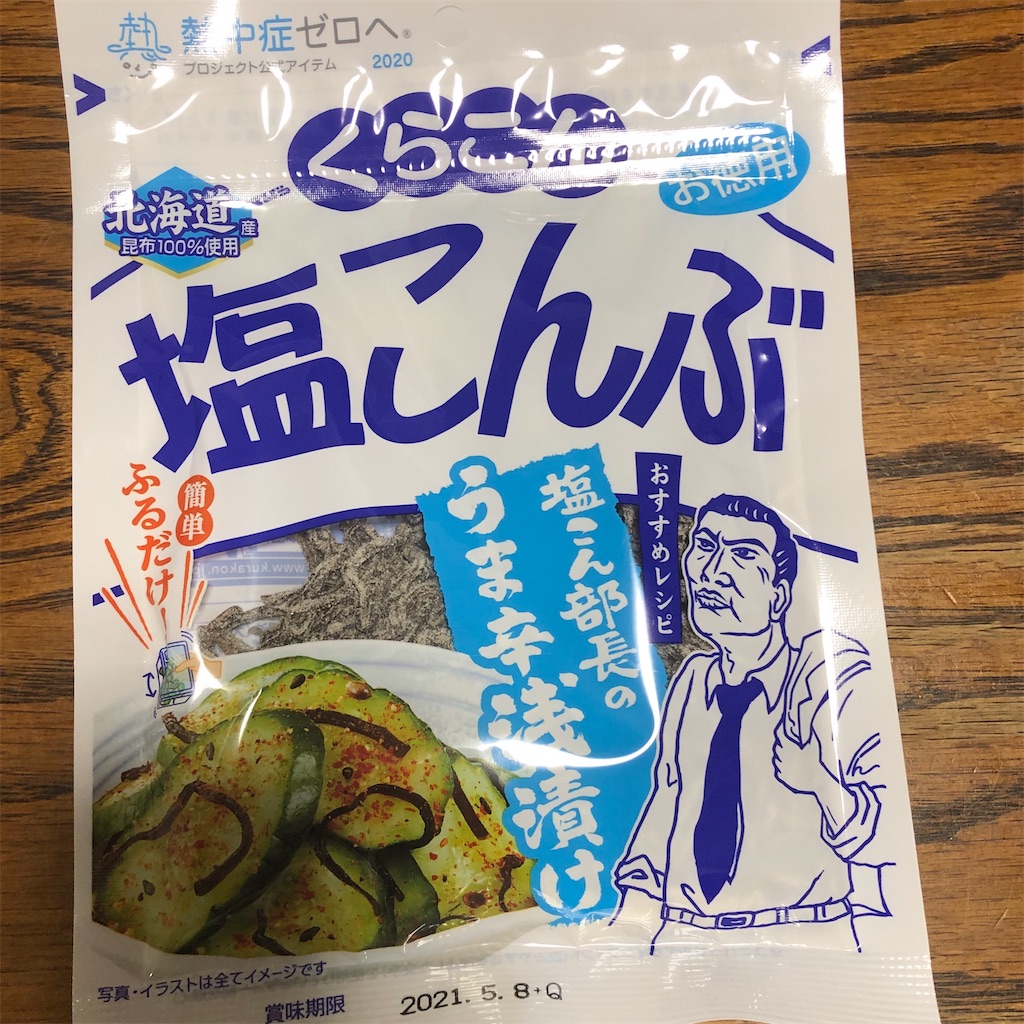 熱中症ゼロへ®
プロジェクト公式アイテム 2020
くらこん
お徳用
北海道産
昆布100%使用
塩こんぶ
簡単
ふるだけ!
おすすめレシピ
塩こん部長の
うま辛浅漬け
www.kurakon.
写真・イラストは全てイメージです
賞味期限 2021. 5. 8+Q